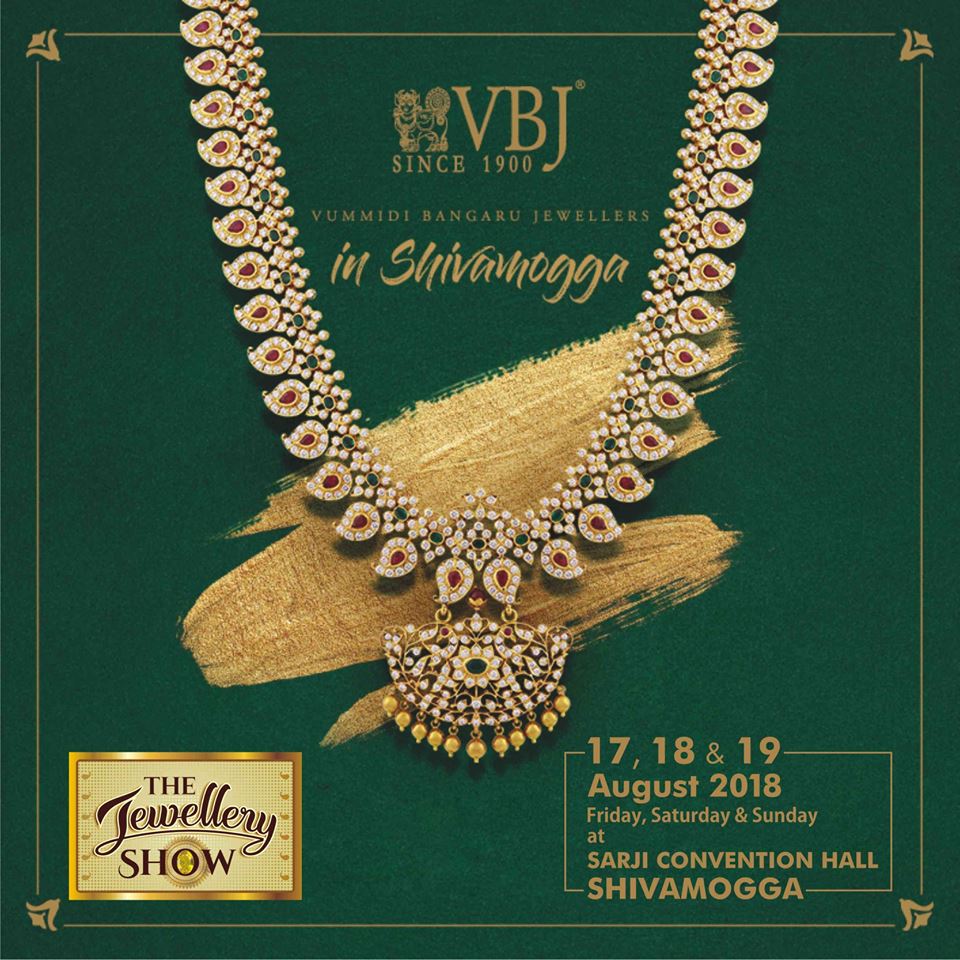 VBJ®
SINCE 1900
VUMMIDI BANGARU JEWELLERS
in Shivamogga
THE
Jewellery
SHOW
17, 18 & 19
August 2018
Friday, Saturday & Sunday
at
SARJI CONVENTION HALL
SHIVAMOGGA